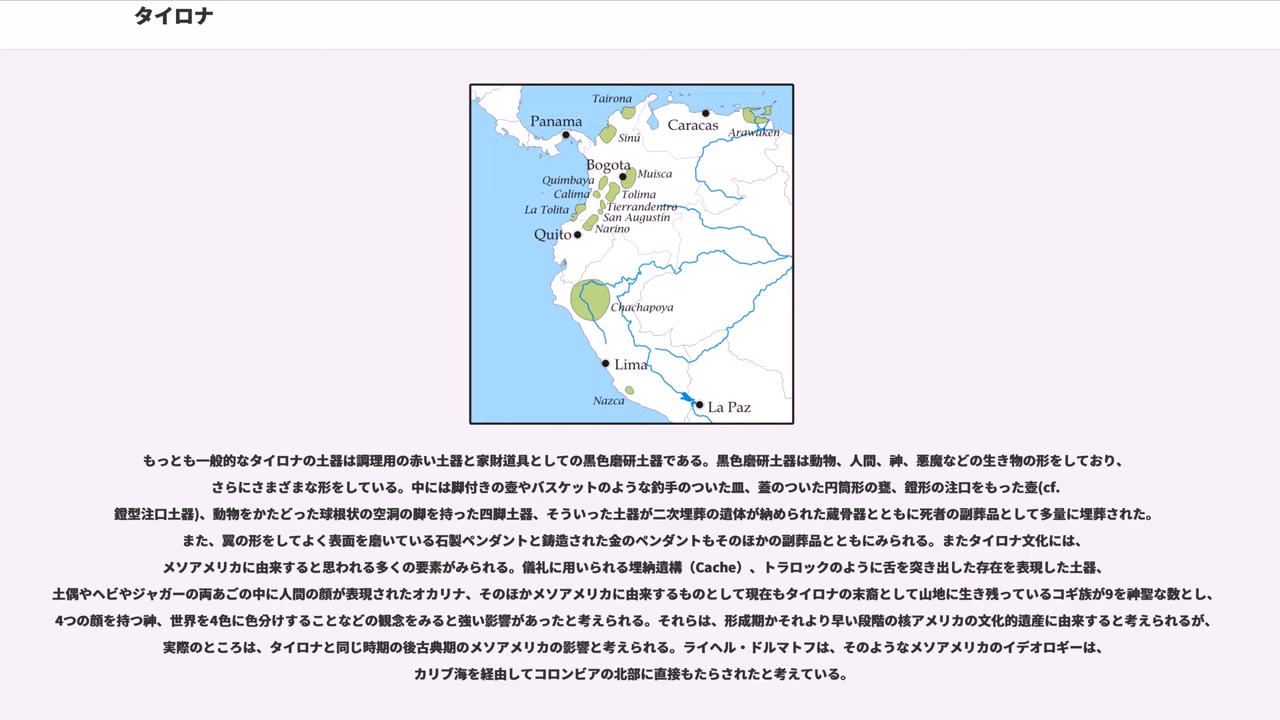 タイロナ
Tairona
Panama
Caracas
Sinú
Arawaken
Bogota
Muisca
Quimbaya
Calima
Tolima
La Tolita
Tierrandentro
San Augustín
Narino
Quito
Chachapoya
Lima
Nazca
La Paz
もっとも一般的なタイロナの土器は調理用の赤い土器と家財道具としての黒色磨研土器である。黒色磨研土器は動物、人間、神、悪魔などの生き物の形をしており、
さらにさまざまな形をしている。中には脚付きの壺やバスケットのような釣手のついた皿、蓋のついた円筒形の甕、鐙形の注口をもった壺(cf.
鐙型注口土器)、動物をかたどった球根状の空洞の脚を持った四脚土器、そういった土器が二次埋葬の遺体が納められた蔵骨器とともに死者の副葬品として多量に埋葬された。
また、翼の形をしてよく表面を磨いている石製ペンダントと鋳造された金のペンダントもそのほかの副葬品とともにみられる。またタイロナ文化には、
メソアメリカに由来すると思われる多くの要素がみられる。儀礼に用いられる埋納遺構（Cache）、トラロックのように舌を突き出した存在を表現した土器、
土偶やヘビやジャガーの両あごの中に人間の顔が表現されたオカリナ、そのほかメソアメリカに由来するものとして現在もタイロナの末裔として山地に生き残っているコギ族が9を神聖な数とし、
4つの顔を持つ神、世界を4色に色分けすることなどの観念をみると強い影響があったと考えられる。それらは、形成期かそれより早い段階の核アメリカの文化的遺産に由来すると考えられるが、
実際のところは、タイロナと同じ時期の後古典期のメソアメリカの影響と考えられる。ライヘル・ドルマトフは、そのようなメソアメリカのイデオロギーは、
カリブ海を経由してコロンビアの北部に直接もたらされたと考えている。